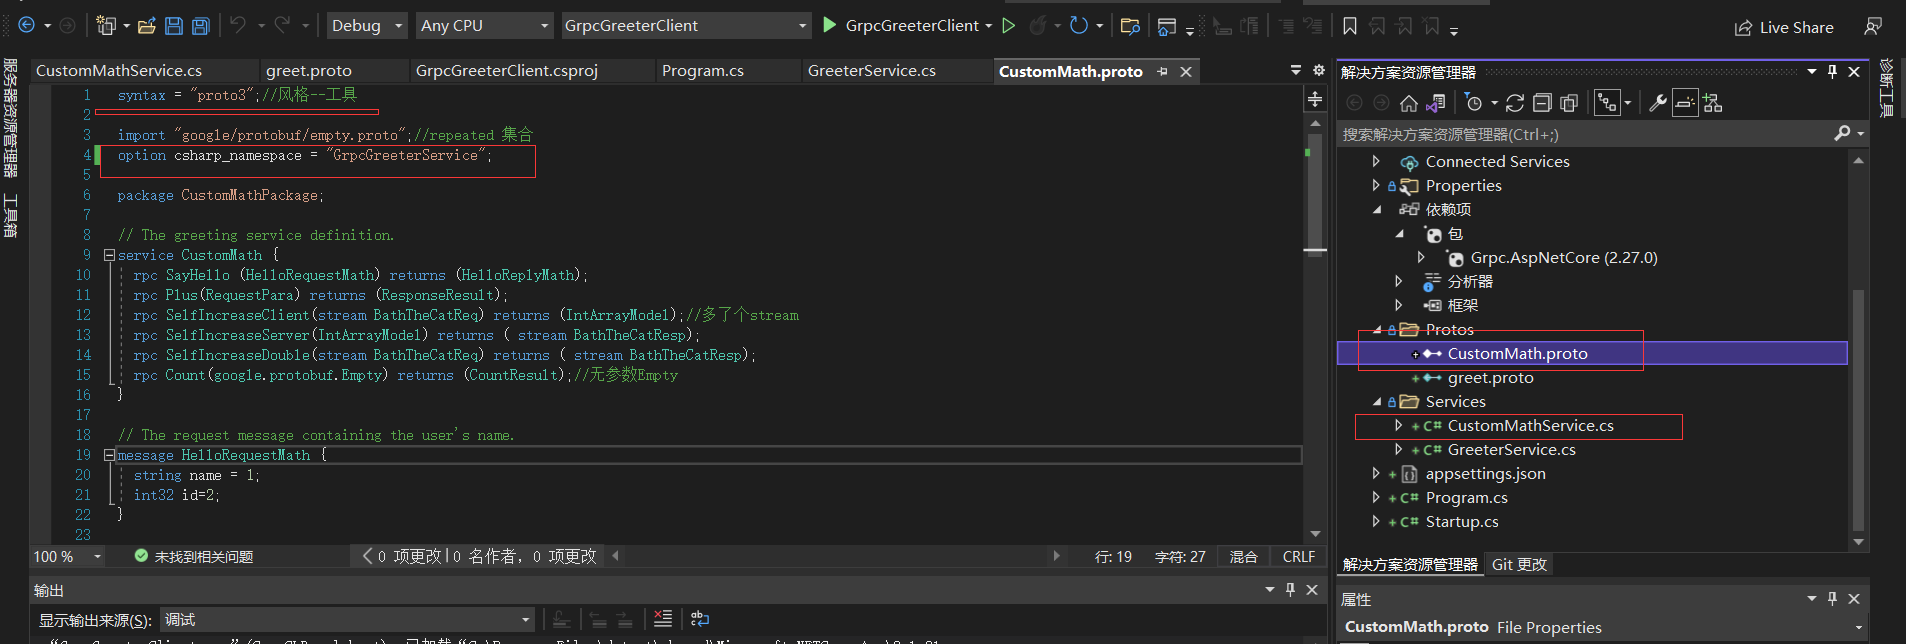 Debug Any CPU GrpcGreeterClient GrpcGreeterClient Live Share
服务器资源管理器 工具箱
CustomMathService.cs greet.proto GrpcGreeterClient.csproj Program.cs GreeterService.cs CustomMath.proto
1 syntax = "proto3";//风格--工具
2
3 import "google/protobuf/empty.proto";//repeated 集合
4 option csharp_namespace = "GrpcGreeterService";
5
6 package CustomMathPackage;
7
8 // The greeting service definition.
9 service CustomMath {
10 rpc SayHello (HelloRequestMath) returns (HelloReplyMath);
11 rpc Plus(RequestPara) returns (ResponseResult);
12 rpc SelfIncreaseClient(stream BathTheCatReq) returns (IntArrayModel);//多了个stream
13 rpc SelfIncreaseServer(IntArrayModel) returns ( stream BathTheCatResp);
14 rpc SelfIncreaseDouble(stream BathTheCatReq) returns ( stream BathTheCatResp);
15 rpc Count(google.protobuf.Empty) returns (CountResult);//无参数Empty
16 }
17
18 // The request message containing the user's name.
19 message HelloRequestMath {
20 string name = 1;
21 int32 id=2;
22 }
23
100 % 未找到相关问题 0 项更改 | 0 名作者, 0 项更改 行: 19 字符: 27 混合 CRLF
输出
显示输出来源(S): 调试
解决方案资源管理器
搜索解决方案资源管理器(Ctrl+;)
Connected Services
Properties
依赖项
包
Grpc.AspNetCore (2.27.0)
分析器
框架
Protos
CustomMath.proto
greet.proto
Services
CustomMathService.cs
GreeterService.cs
appsettings.json
Program.cs
Startup.cs
解决方案资源管理器 Git 更改
属性
CustomMath.proto File Properties
诊断工具